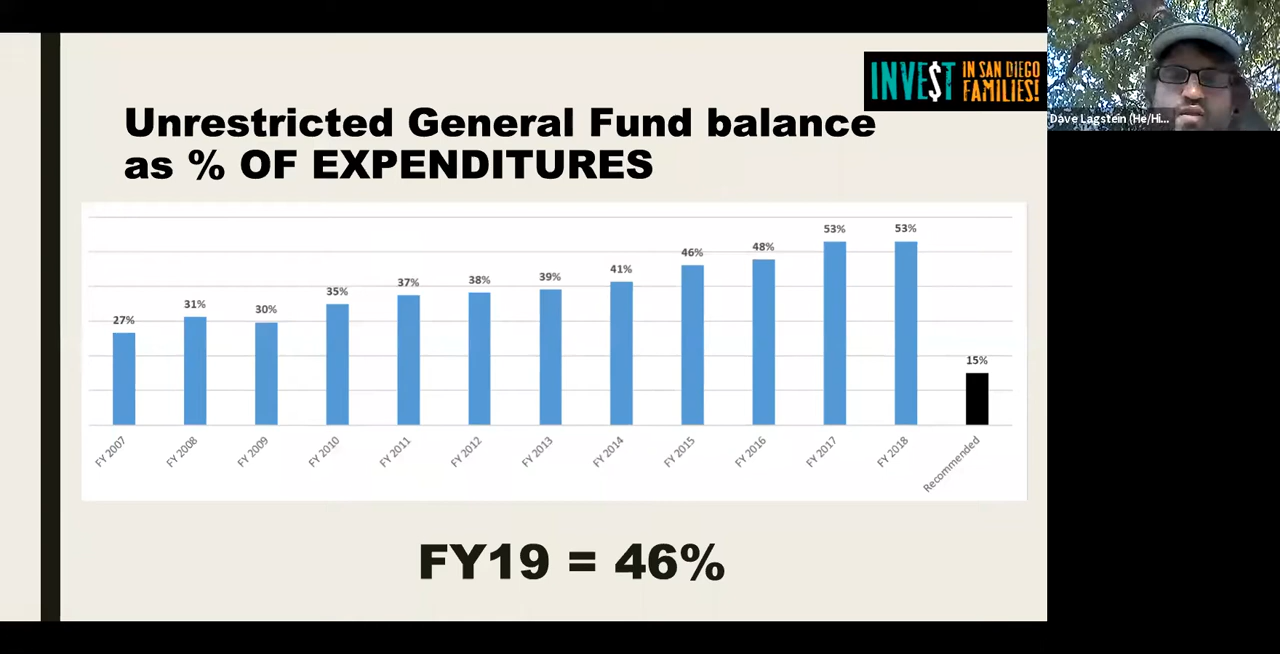 INVE$T IN SAN DIEGO
FAMILIES!
Dave Lagstein (He/Hi...
Unrestricted General Fund balance
as % OF EXPENDITURES
27%
31%
30%
35%
37%
38%
39%
41%
46%
48%
53%
53%
15%
FY 2007
FY 2008
FY 2009
FY 2010
FY 2011
FY 2012
FY 2013
FY 2014
FY 2015
FY 2016
FY 2017
FY 2018
Recommended
FY19 = 46%